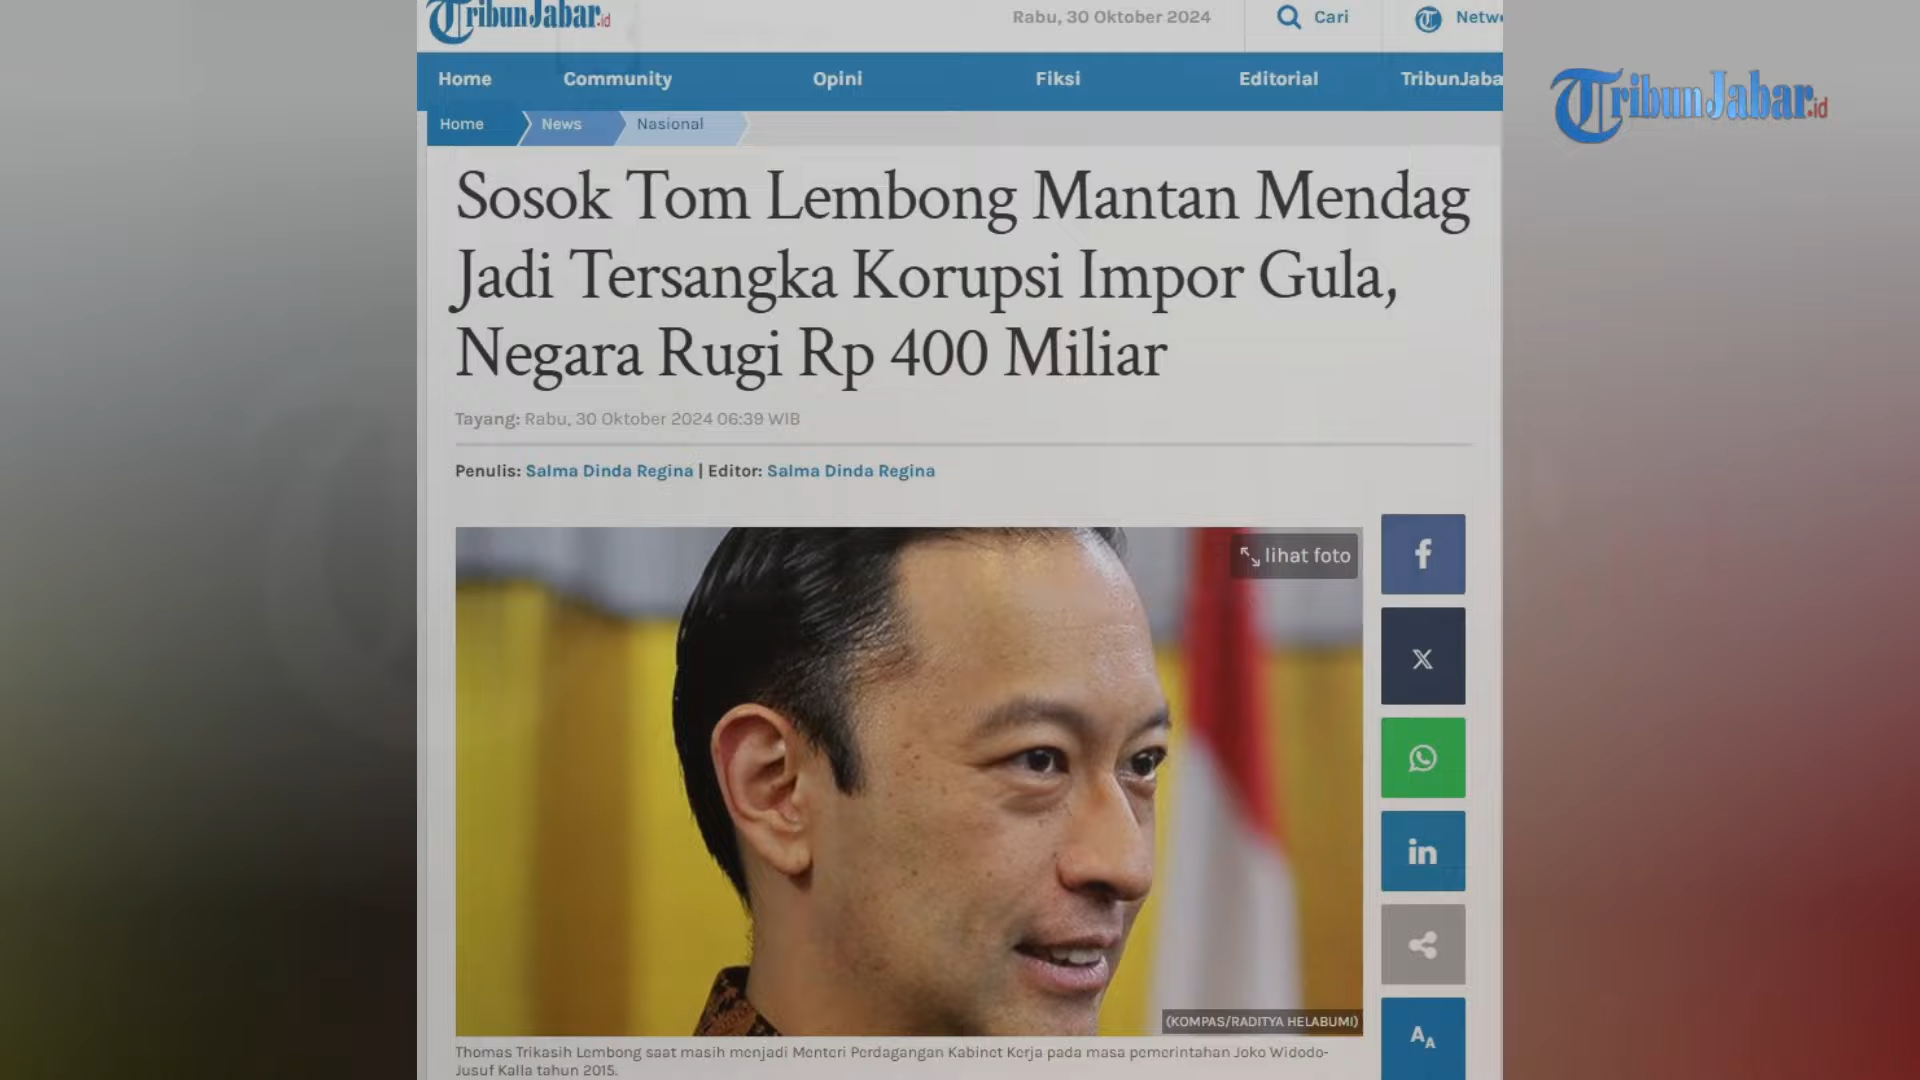 TribunJabar.id
Rabu, 30 Oktober 2024
Cari
Home
Community
Opini
Fiksi
Editorial
TribunJabar.id
Home
News
Nasional
Sosok Tom Lembong Mantan Mendag
Jadi Tersangka Korupsi Impor Gula,
Negara Rugi Rp 400 Miliar
Tayang: Rabu, 30 Oktober 2024 06:39 WIB
Penulis: Salma Dinda Regina | Editor: Salma Dinda Regina
lihat foto
(KOMPAS/RADITYA HELABUMI)
Thomas Trikasih Lembong saat masih menjadi Menteri Perdagangan Kabinet Kerja pada masa pemerintahan Joko Widodo-
Jusuf Kalla tahun 2015.